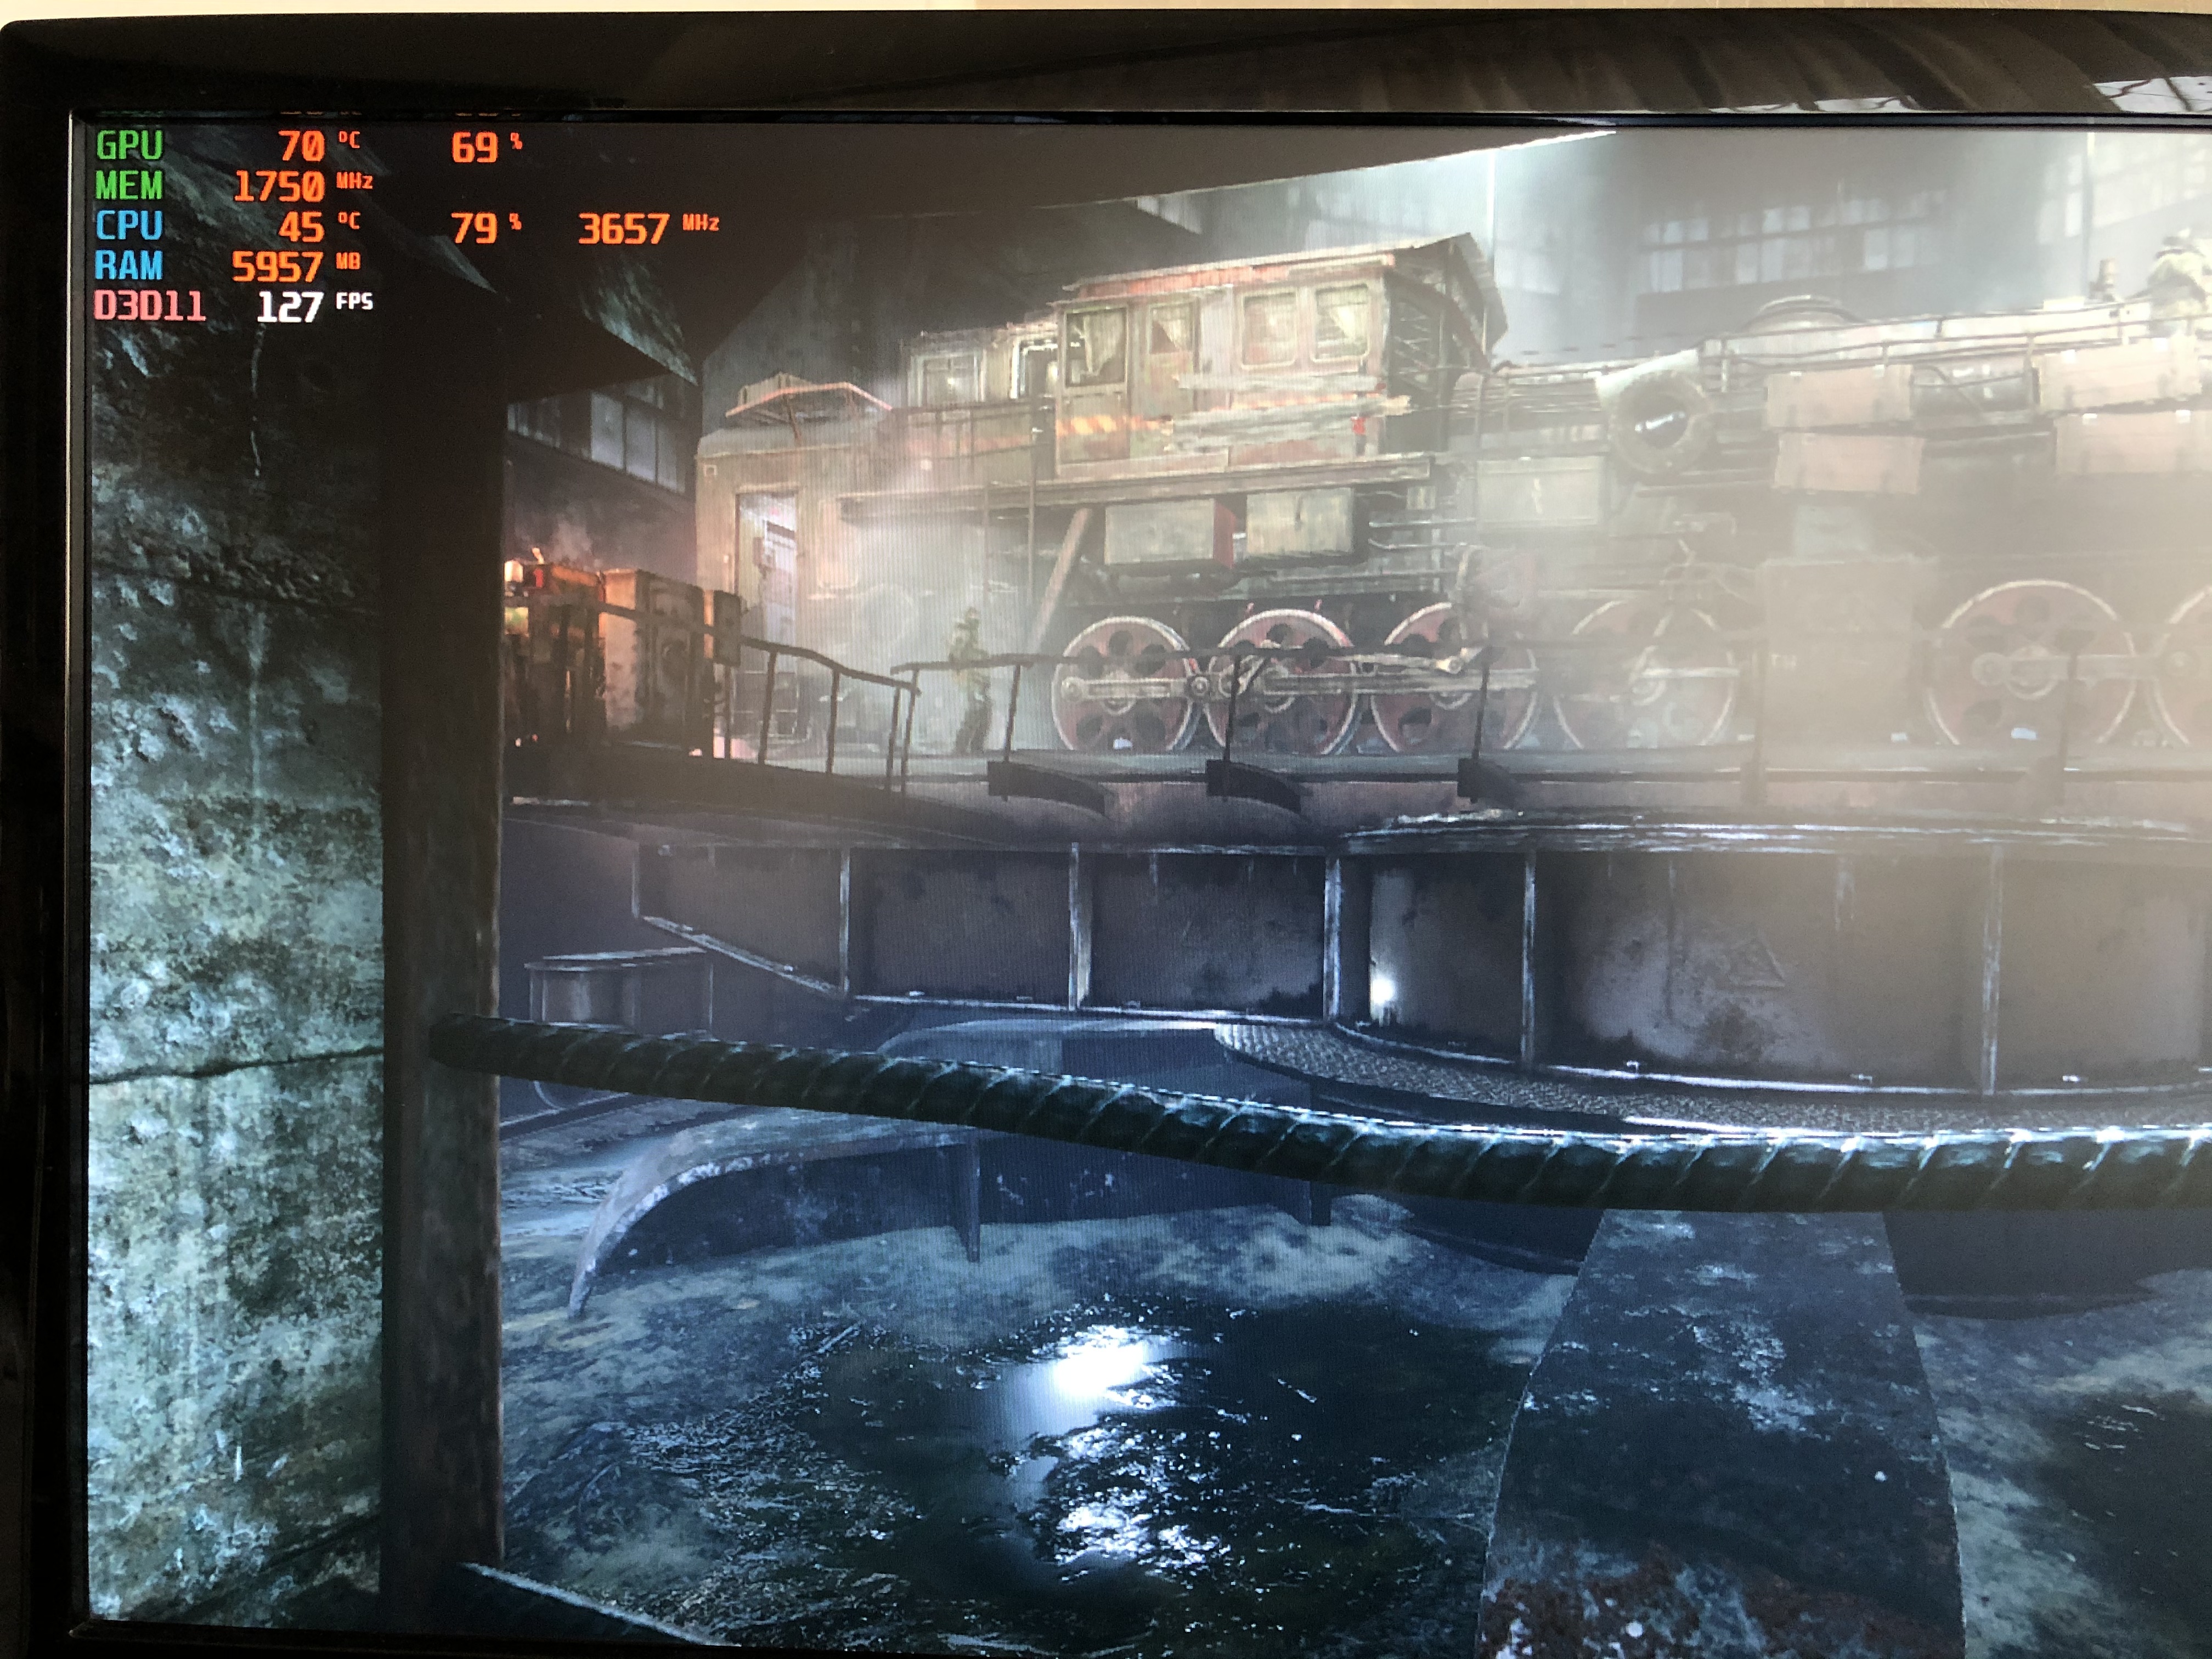 GPU 70 °C 69 %
MEM 1750 MHz
CPU 45 °C 79 % 3657 MHz
RAM 5957 MB
D3D11 127 FPS